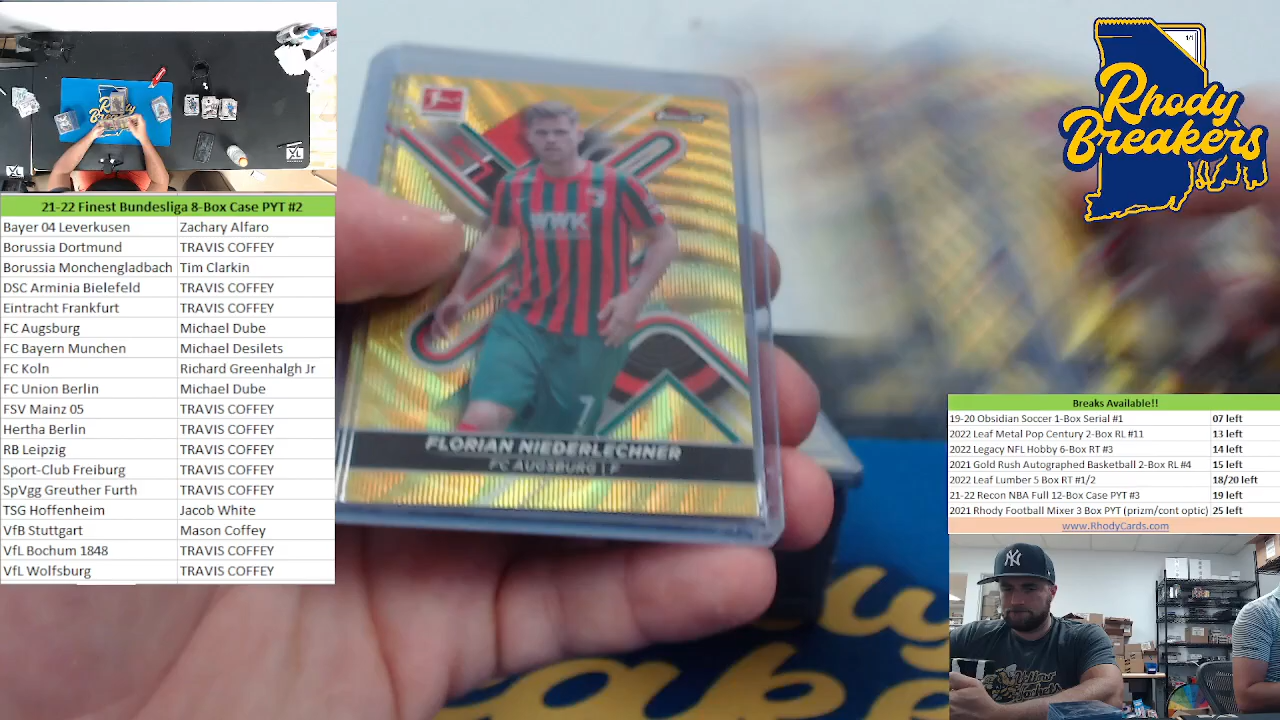 21-22 Finest Bundesliga 8-Box Case PYT #2
Bayer 04 Leverkusen Zachary Alfaro
Borussia Dortmund TRAVIS COFFEY
Borussia Monchengladbach Tim Clarkin
DSC Arminia Bielefeld TRAVIS COFFEY
Eintracht Frankfurt TRAVIS COFFEY
FC Augsburg Michael Dube
FC Bayern Munchen Michael Desilets
FC Koln Richard Greenhalgh Jr
FC Union Berlin Michael Dube
FSV Mainz 05 TRAVIS COFFEY
Hertha Berlin TRAVIS COFFEY
RB Leipzig TRAVIS COFFEY
Sport-Club Freiburg TRAVIS COFFEY
SpVgg Greuther Furth TRAVIS COFFEY
TSG Hoffenheim Jacob White
VfB Stuttgart Mason Coffey
VfL Bochum 1848 TRAVIS COFFEY
VfL Wolfsburg TRAVIS COFFEY
WWK
7
FLORIAN NIEDERLECHNER
FC AUGSBURG | F
1/1
Rhody
Breakers
Breaks Available!!
19-20 Obsidian Soccer 1-Box Serial #1 07 left
2022 Leaf Metal Pop Century 2-Box RL #11 13 left
2022 Legacy NFL Hobby 6-Box RT #3 14 left
2021 Gold Rush Autographed Basketball 2-Box RL #4 15 left
2022 Leaf Lumber 5 Box RT #1/2 18/20 left
21-22 Recon NBA Full 12-Box Case PYT #3 19 left
2021 Rhody Football Mixer 3 Box PYT (prizm/cont optic) 25 left
www.RhodyCards.com
NY
Yellow
Jackets
XL
XL